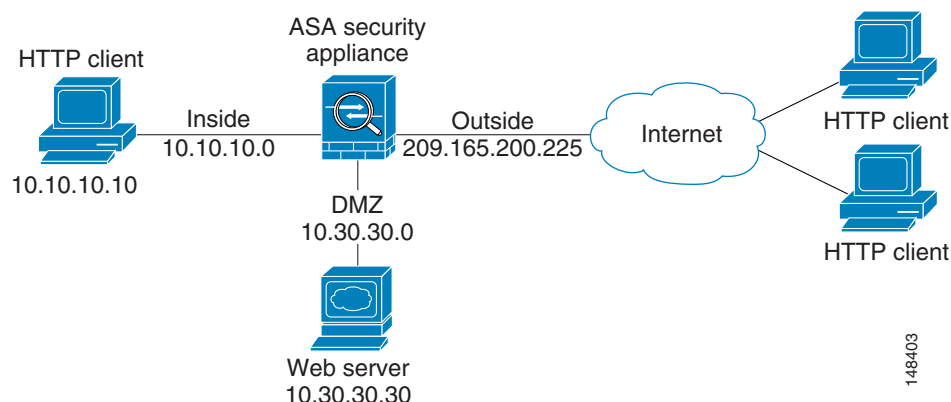 ASA security
appliance
HTTP client
Inside
10.10.10.0
10.10.10.10
Outside
209.165.200.225
Internet
HTTP client
HTTP client
DMZ
10.30.30.0
Web server
10.30.30.30
148403